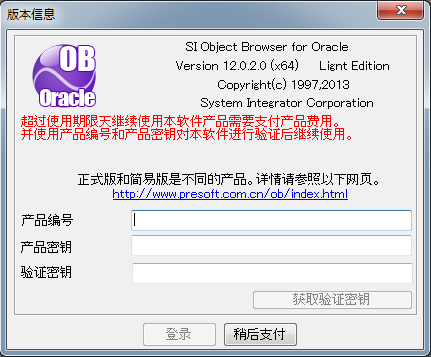 版本信息
OB
Oracle
SI Object Browser for Oracle
Version 12.0.2.0 (x64) Lignt Edition
Copyright(c) 1997,2013
System Integrator Corporation
超过使用期限天继续使用本软件产品需要支付产品费用。
并使用产品编号和产品密钥对本软件进行验证后继续使用。
正式版和简易版是不同的产品。详情请参照以下网页。
http://www.presoft.com.cn/ob/index.html
产品编号
产品密钥
验证密钥
获取验证密钥
登录 稍后支付